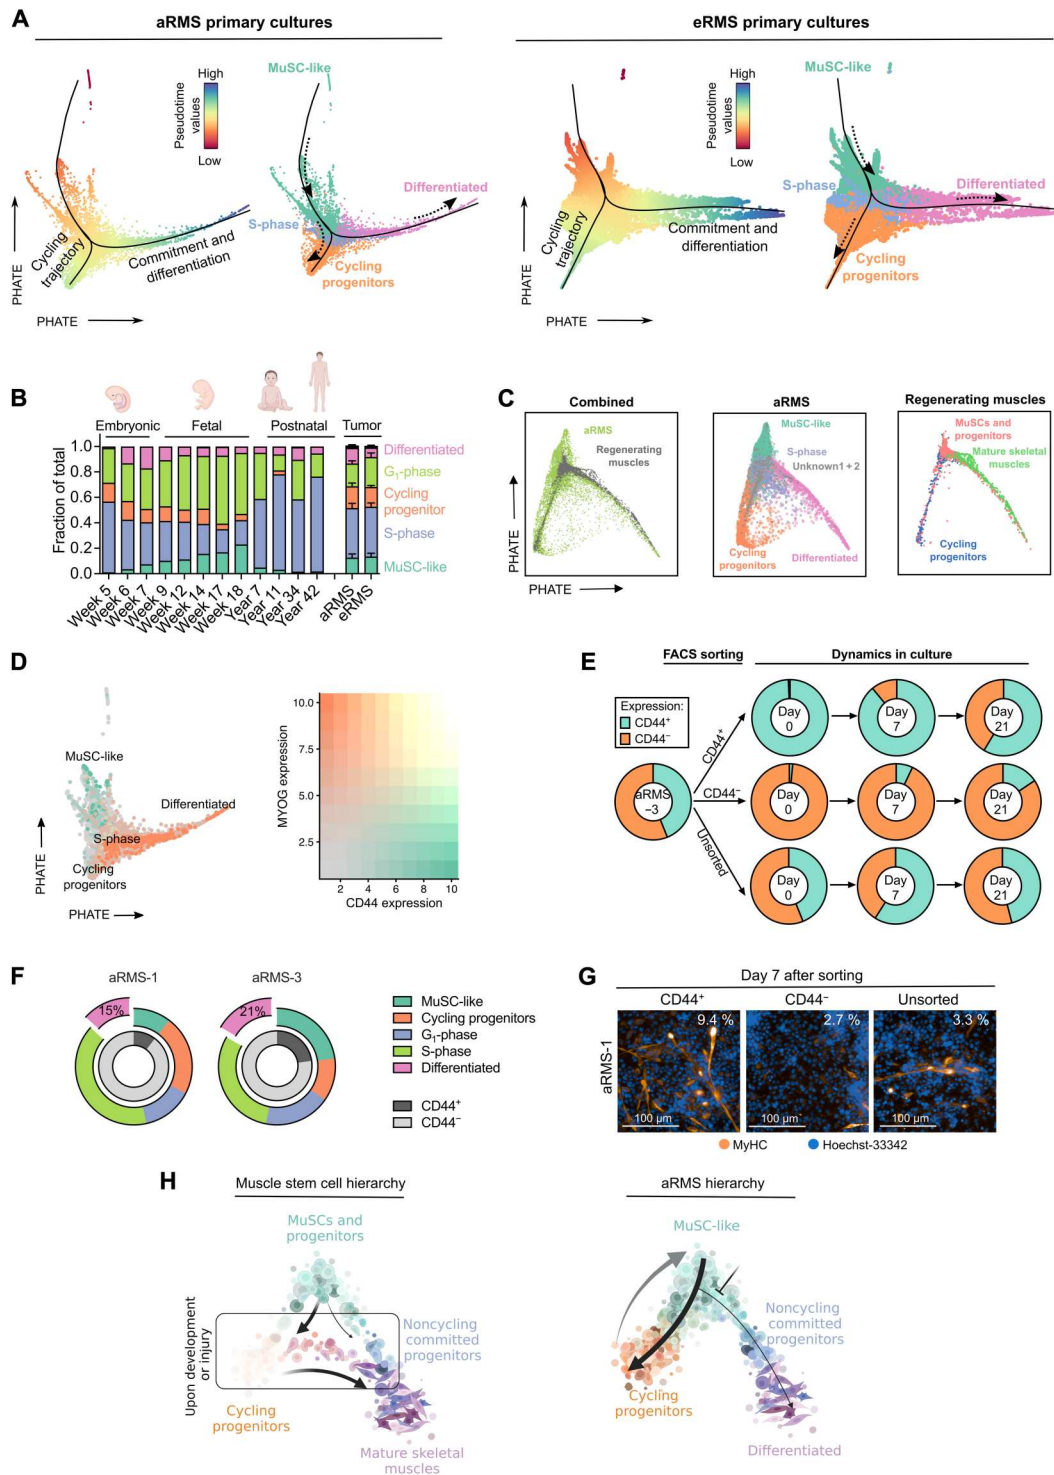 A
aRMS primary cultures
eRMS primary cultures
MuSC-like
High
Pseudotime
values
Low
Differentiated
S-phase
Cycling
trajectory
Commitment and
differentiation
Cycling
progenitors
PHATE
PHATE
MuSC-like
High
Pseudotime
values
Low
S-phase
Differentiated
Cycling
trajectory
Commitment and
differentiation
Cycling
progenitors
PHATE
PHATE
B
Embryonic
Fetal
Postnatal
Tumor
Fraction of total
1.0
0.8
0.6
0.4
0.2
0
Differentiated
G1-phase
Cycling
progenitor
S-phase
MuSC-like
Week 5
Week 6
Week 7
Week 9
Week 12
Week 14
Week 17
Week 18
Year 7
Year 11
Year 34
Year 42
aRMS
eRMS
C
Combined
aRMS
Regenerating muscles
aRMS
Regenerating
muscles
MuSC-like
S-phase
Unknown1 + 2
Cycling
progenitors
Differentiated
MuSCs and
progenitors
Mature skeletal
muscles
Cycling
progenitors
PHATE
PHATE
D
MuSC-like
Differentiated
S-phase
Cycling
progenitors
PHATE
PHATE
MYOG expression
10.0
7.5
5.0
2.5
2
4
6
8
10
CD44 expression
E
FACS sorting
Dynamics in culture
Expression:
CD44+
CD44−
aRMS
−3
CD44+
CD44−
Unsorted
Day
0
Day
7
Day
21
Day
0
Day
7
Day
21
Day
0
Day
7
Day
21
F
aRMS-1
aRMS-3
15%
21%
MuSC-like
Cycling progenitors
G1-phase
S-phase
Differentiated
CD44+
CD44−
G
Day 7 after sorting
CD44+
CD44−
Unsorted
aRMS-1
9.4 %
2.7 %
3.3 %
100 µm
100 µm
100 µm
MyHC
Hoechst-33342
H
Muscle stem cell hierarchy
MuSCs and
progenitors
Upon development
or injury
Noncycling
committed
progenitors
Cycling
progenitors
Mature skeletal
muscles
aRMS hierarchy
MuSC-like
Noncycling
committed
progenitors
Cycling
progenitors
Differentiated